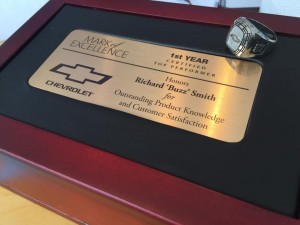 MARK of
EXCELLENCE
1st YEAR
CERTIFIED
TOP PERFORMER
CHEVROLET
Honors
Richard "Buzz" Smith
for
Outstanding Product Knowledge
and Customer Satisfaction